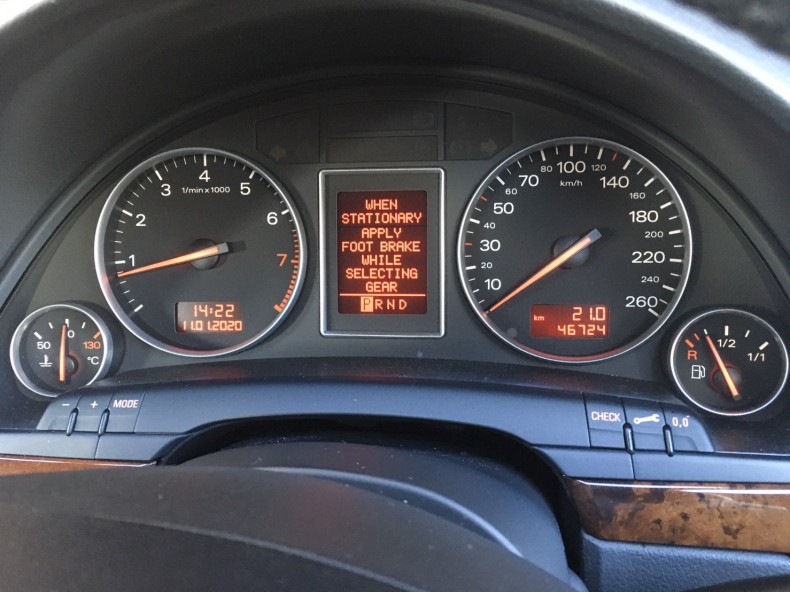 4
3
5
1/min x 1000
2
6
1
7
14:22
11.01.2020
WHEN
STATIONARY
APPLY
FOOT BRAKE
WHILE
SELECTING
GEAR
PRND
80 100 120
70 km/h 140
60
160
50
180
40
200
30
220
20
240
10
260
km 21.0
46724
50 130
°C
R 1/2 1/1
- + MODE
CHECK 0,0